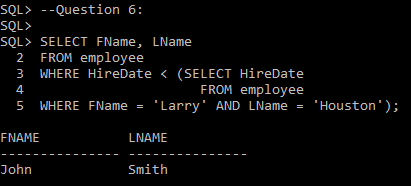 SQL> --Question 6:
SQL>
SQL> SELECT FName, LName
  2  FROM employee
  3  WHERE HireDate < (SELECT HireDate
  4                    FROM employee
  5  WHERE FName = 'Larry' AND LName = 'Houston');
FNAME           LNAME
--------------- ---------------
John            Smith